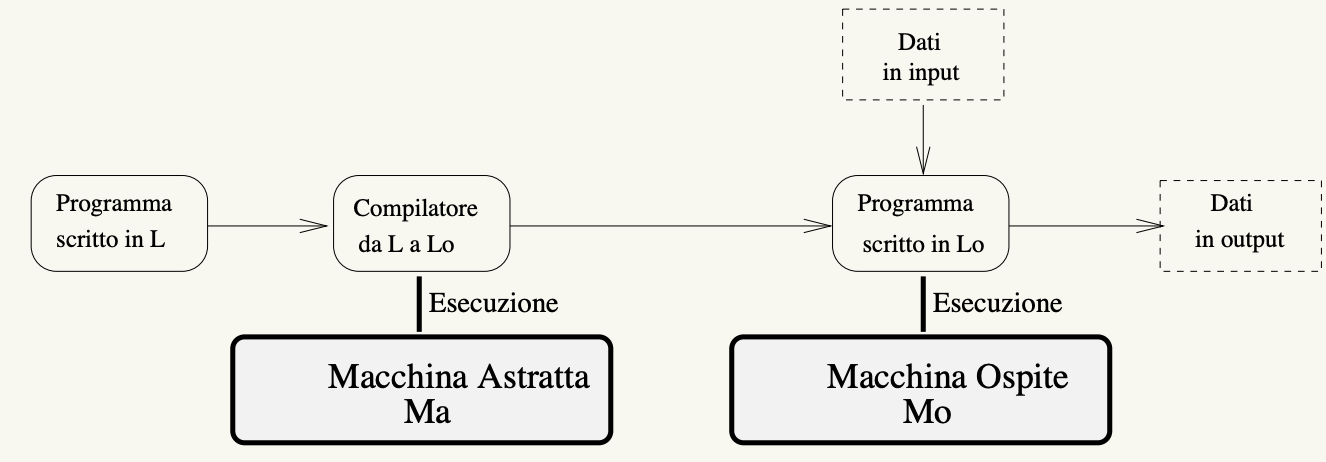 Dati
in input
Programma
scritto in L
Compilatore
da L a Lo
Programma
scritto in Lo
Dati
in output
Esecuzione
Esecuzione
Macchina Astratta
Ma
Macchina Ospite
Mo